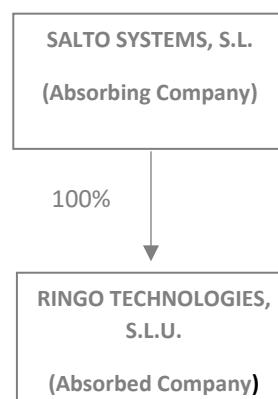 SALTO SYSTEMS, S.L.
(Absorbing Company)
100%
RINGO TECHNOLOGIES,
S.L.U.
(Absorbed Company)